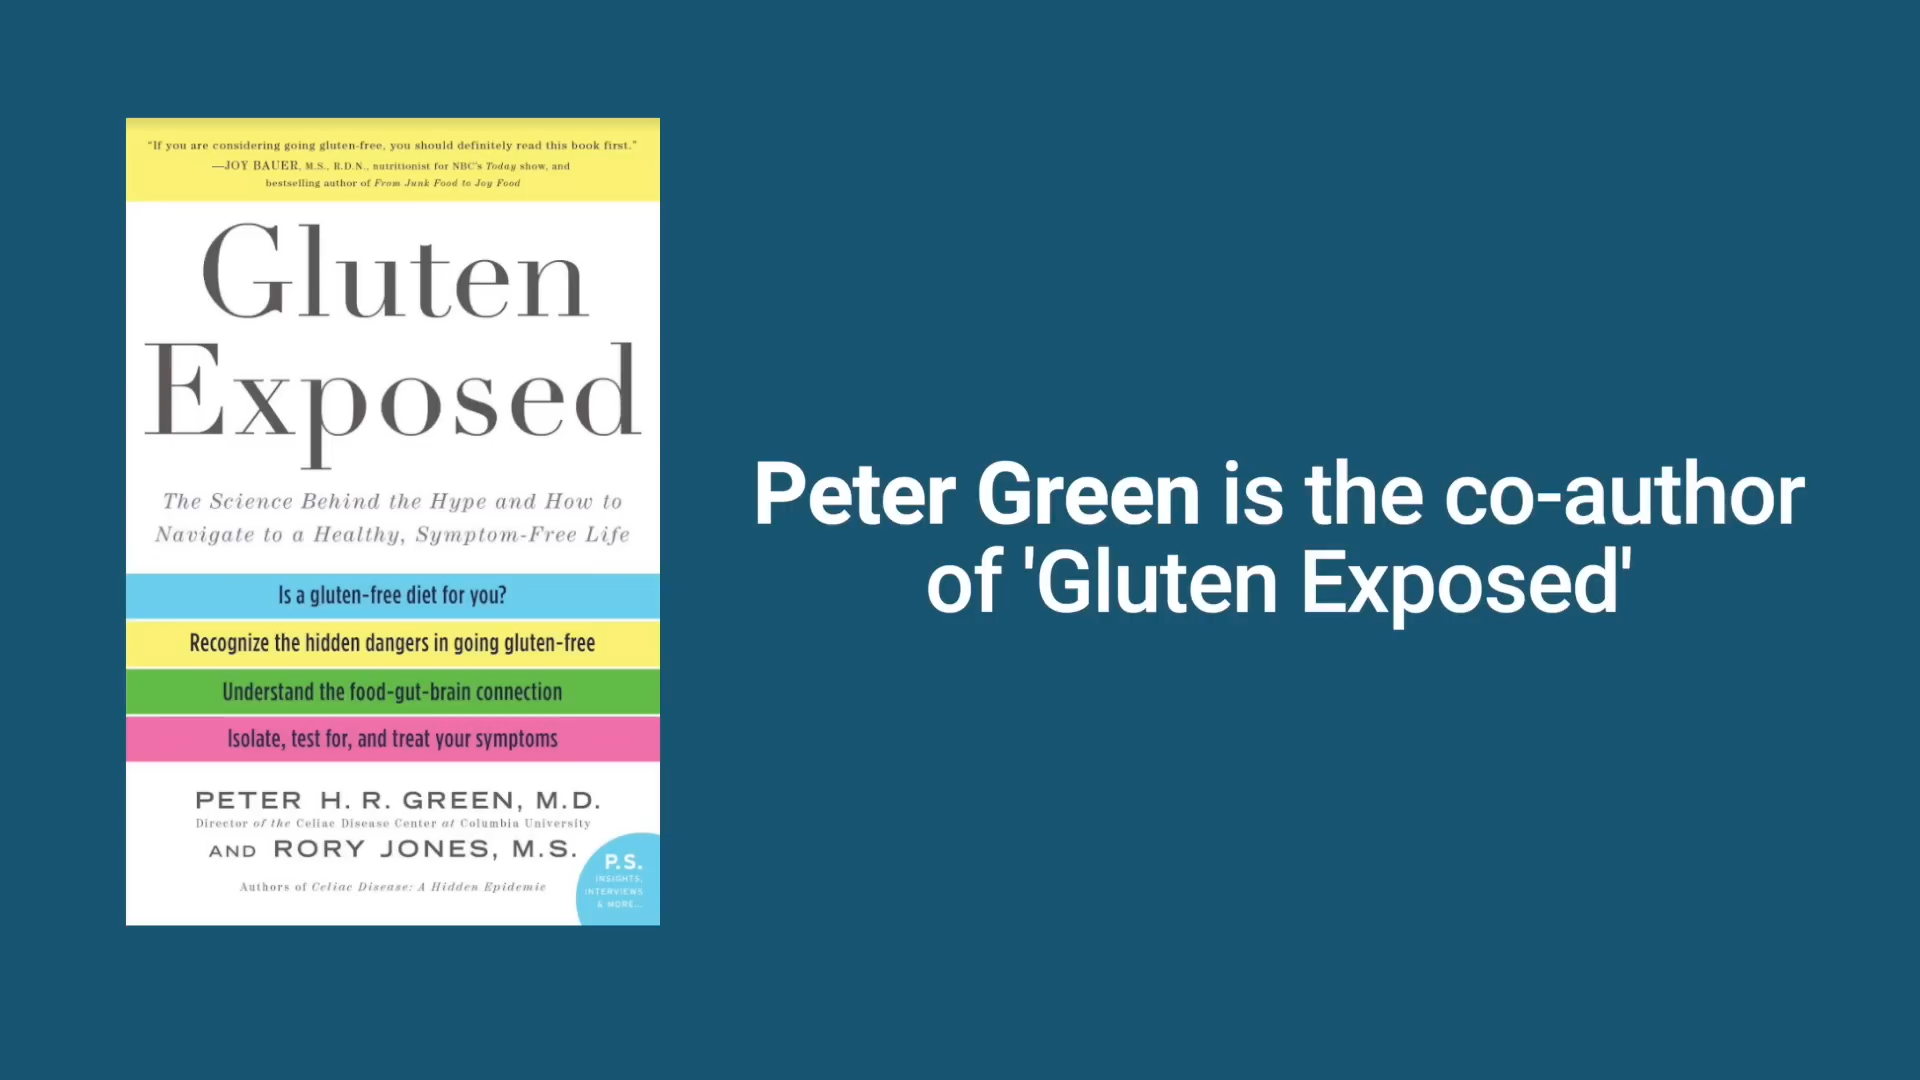 "If you are considering going gluten-free, you should definitely read this book first."
—JOY BAUER, M.S., R.D.N., nutritionist for NBC's Today show, and
bestselling author of From Junk Food to Joy Food
Gluten
Exposed
The Science Behind the Hype and How to
Navigate to a Healthy, Symptom-Free Life
Is a gluten-free diet for you?
Recognize the hidden dangers in going gluten-free
Understand the food-gut-brain connection
Isolate, test for, and treat your symptoms
PETER H. R. GREEN, M.D.
Director of the Celiac Disease Center at Columbia University
AND RORY JONES, M.S.
Authors of Celiac Disease: A Hidden Epidemic
P.S.
INSIGHTS,
INTERVIEWS
& MORE...
Peter Green is the co-author
of 'Gluten Exposed'